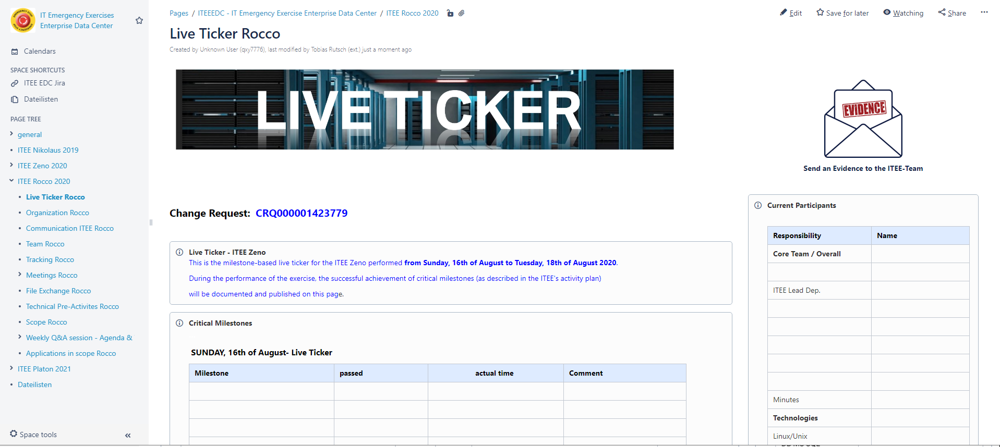 IT Emergency Exercises
Enterprise Data Center
Calendars
SPACE SHORTCUTS
ITEE EDC Jira
Dateilisten
PAGE TREE
general
ITEE Nikolaus 2019
ITEE Zeno 2020
ITEE Rocco 2020
Live Ticker Rocco
Organization Rocco
Communication ITEE Rocco
Team Rocco
Tracking Rocco
Meetings Rocco
File Exchange Rocco
Technical Pre-Activites Rocco
Scope Rocco
Weekly Q&A session - Agenda &
Applications in scope Rocco
ITEE Platon 2021
Dateilisten
Space tools
Pages / ITEEEDC - IT Emergency Exercise Enterprise Data Center / ITEE Rocco 2020
Edit Save for later Watching Share
Live Ticker Rocco
Created by Unknown User (qxy7776), last modified by Tobias Rutsch (ext.) just a moment ago
LIVE TICKER
EVIDENCE
Send an Evidence to the ITEE-Team
Change Request: CRQ000001423779
Live Ticker - ITEE Zeno
This is the milestone-based live ticker for the ITEE Zeno performed from Sunday, 16th of August to Tuesday, 18th of August 2020.
During the performance of the exercise, the successful achievement of critical milestones (as described in the ITEE's activity plan)
will be documented and published on this page.
Critical Milestones
SUNDAY, 16th of August- Live Ticker
Milestone passed actual time Comment
Current Participants
Responsibility Name
Core Team / Overall
ITEE Lead Dep.
Minutes
Technologies
Linux/Unix